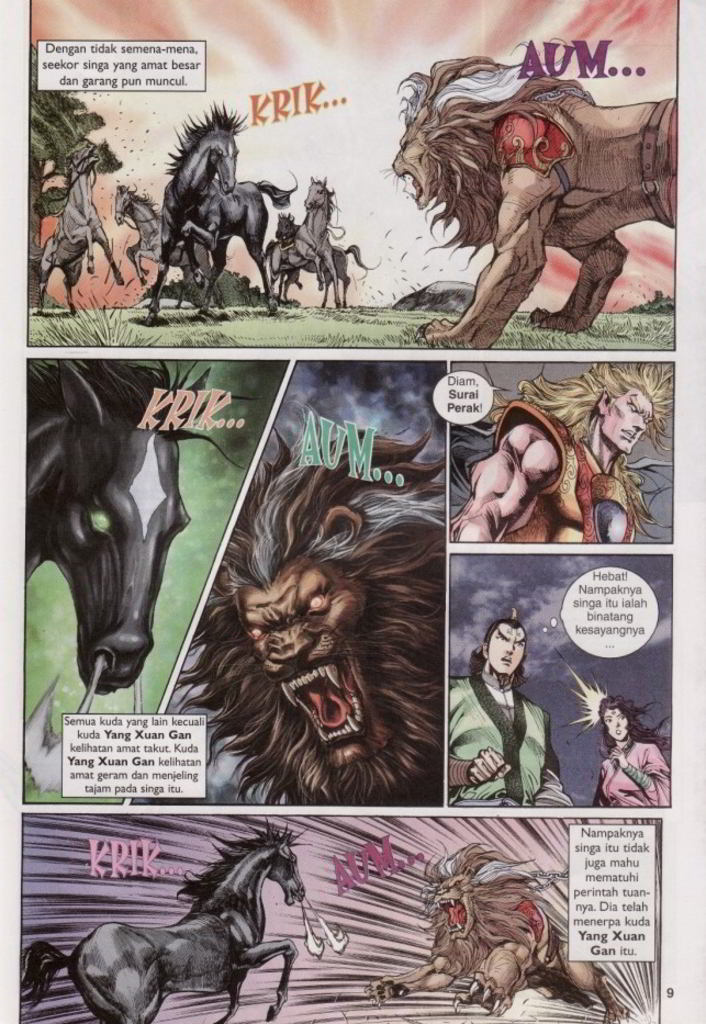 Dengan tidak semena-mena,
seekor singa yang amat besar
dan garang pun muncul.
KRIK...
AUM...
KRIK...
AUM...
Semua kuda yang lain kecuali
kuda Yang Xuan Gan
kelihatan amat takut. Kuda
Yang Xuan Gan kelihatan
amat geram dan menjeling
tajam pada singa itu.
Diam,
Surai
Perak!
Hebat!
Nampaknya
singa itu ialah
binatang
kesayangnya
...
KRIK...
AUM...
Nampaknya
singa itu tidak
juga mahu
mematuhi
perintah tuan-
nya. Dia telah
menerpa kuda
Yang Xuan
Gan itu.
9